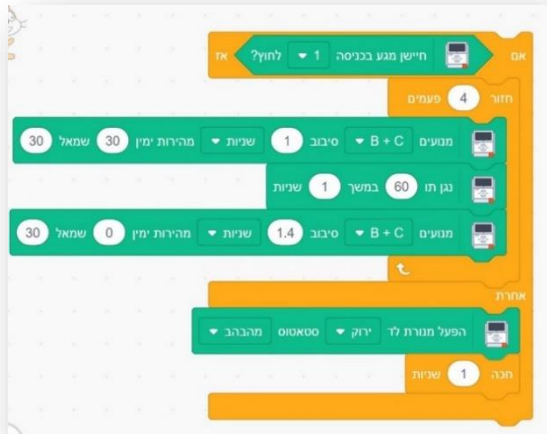 אם חיישן מגע בכניסה 1 לחוץ? אז
חזור 4 פעמים
מנועים B + C סיבוב 1 שניות מהירות ימין 30 שמאל 30
נגן תו 60 במשך 1 שניות
מנועים B + C סיבוב 1.4 שניות מהירות ימין 0 שמאל 30
אחרת
הפעל מנורת לד ירוק סטאטוס מהבהב
חכה 1 שניות